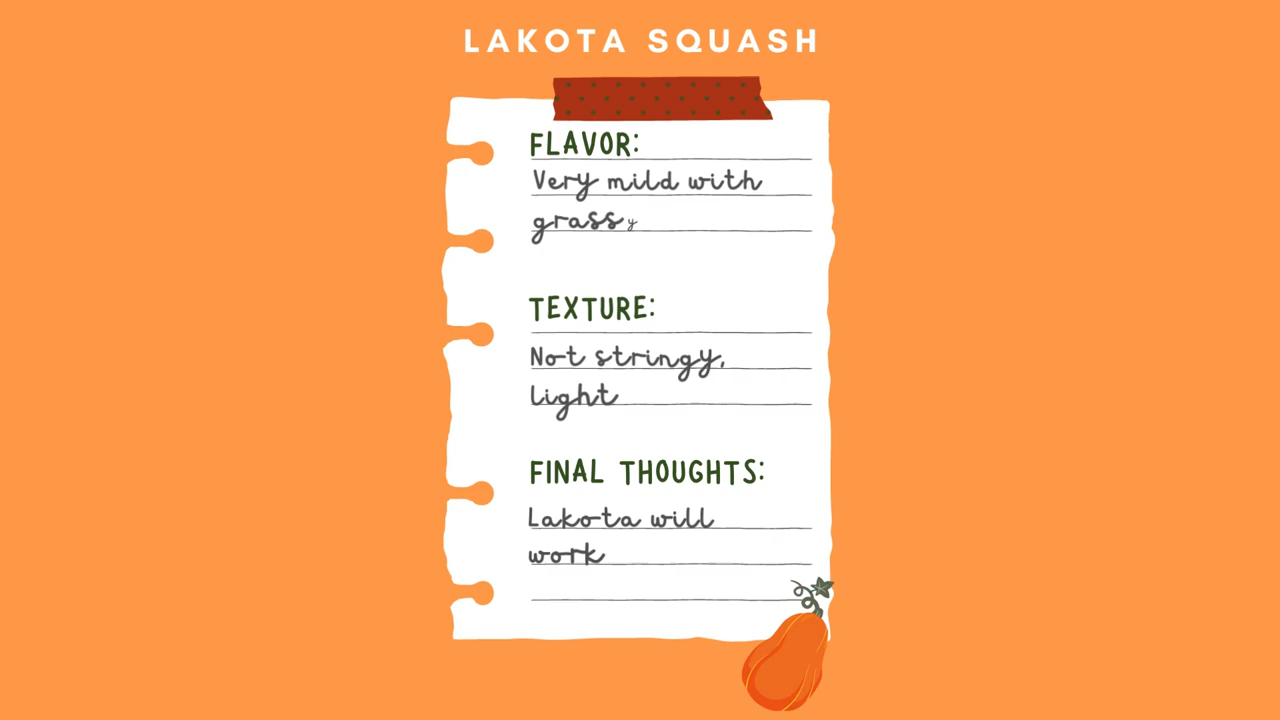 LAKOTA SQUASH
FLAVOR:
Very mild with
grassy
TEXTURE:
Not stringy,
light
FINAL THOUGHTS:
Lakota will
work